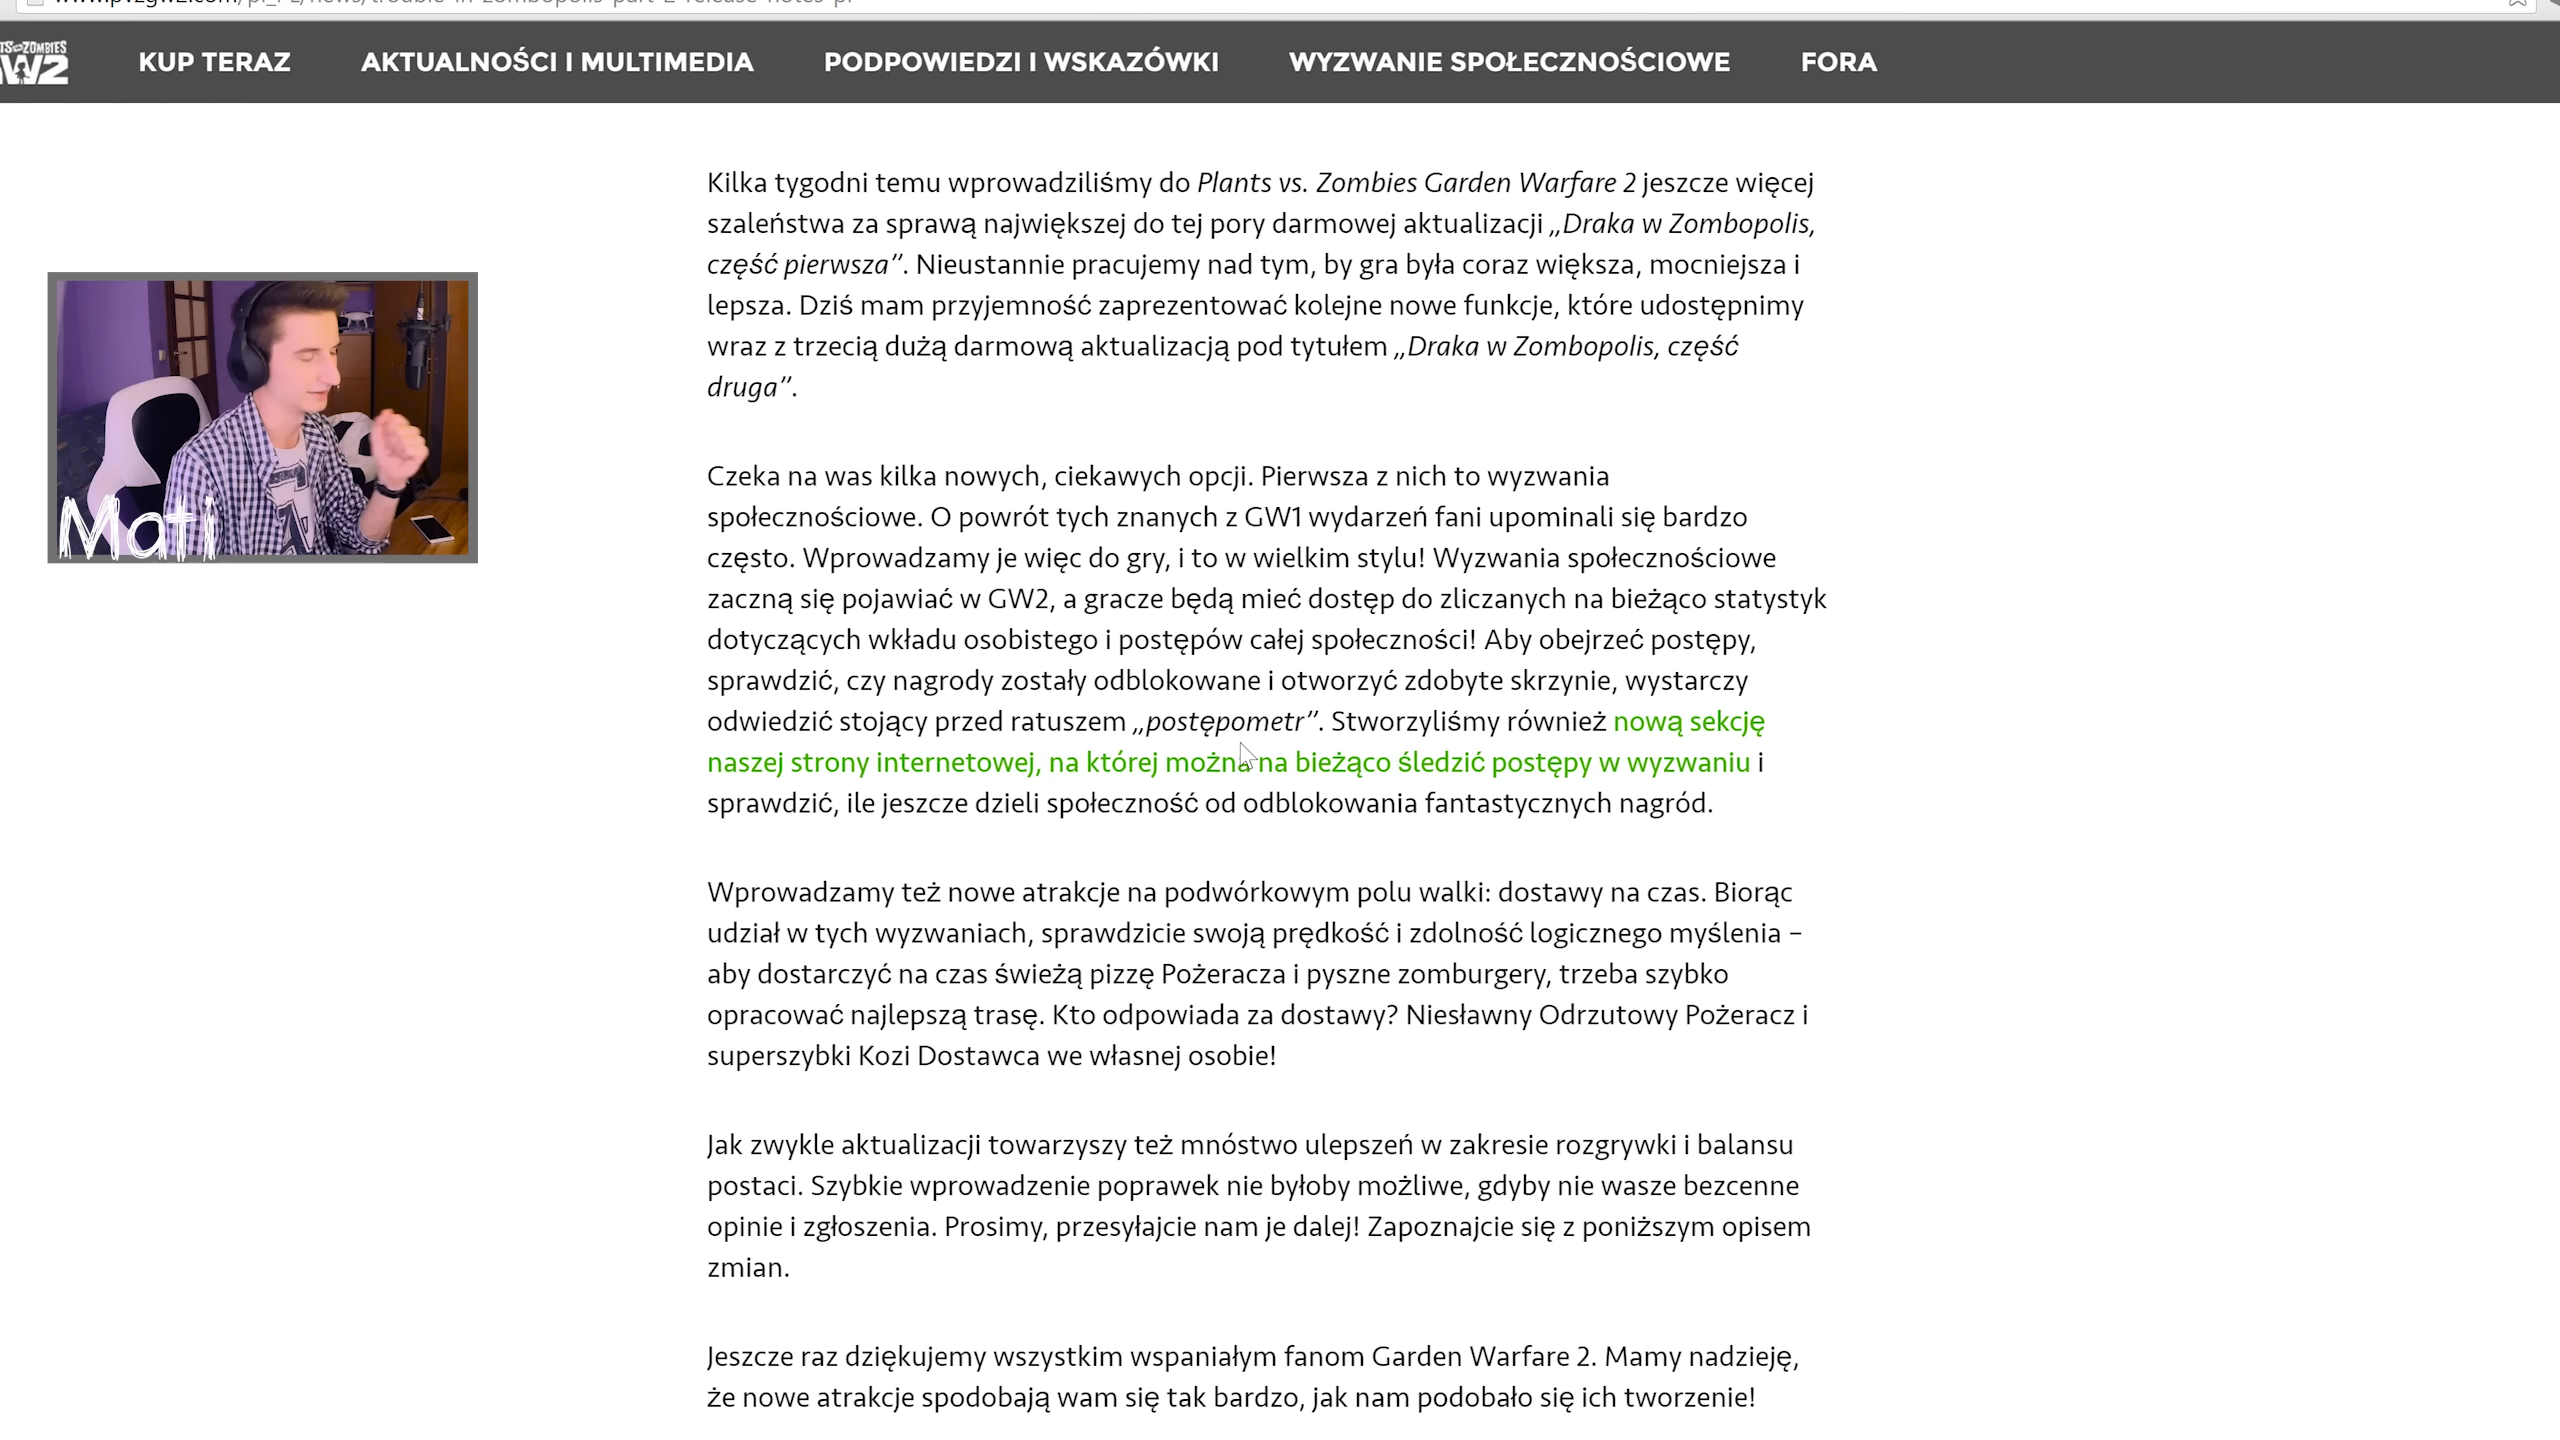 KUP TERAZ AKTUALNOŚCI I MULTIMEDIA PODPOWIEDZI I WSKAZÓWKI WYZWANIE SPOŁECZNOŚCIOWE FORA
ZOMBIES
W2
Kilka tygodni temu wprowadziliśmy do Plants vs. Zombies Garden Warfare 2 jeszcze więcej
szaleństwa za sprawą największej do tej pory darmowej aktualizacji „Draka w Zombopolis,
część pierwsza”. Nieustannie pracujemy nad tym, by gra była coraz większa, mocniejsza i
lepsza. Dziś mam przyjemność zaprezentować kolejne nowe funkcje, które udostępnimy
wraz z trzecią dużą darmową aktualizacją pod tytułem „Draka w Zombopolis, część
druga”.
Mati
Czeka na was kilka nowych, ciekawych opcji. Pierwsza z nich to wyzwania
społecznościowe. O powrót tych znanych z GW1 wydarzeń fani upominali się bardzo
często. Wprowadzamy je więc do gry, i to w wielkim stylu! Wyzwania społecznościowe
zaczną się pojawiać w GW2, a gracze będą mieć dostęp do zliczanych na bieżąco statystyk
dotyczących wkładu osobistego i postępów całej społeczności! Aby obejrzeć postępy,
sprawdzić, czy nagrody zostały odblokowane i otworzyć zdobyte skrzynie, wystarczy
odwiedzić stojący przed ratuszem „postępometr”. Stworzyliśmy również nową sekcję
naszej strony internetowej, na której można na bieżąco śledzić postępy w wyzwaniu i
sprawdzić, ile jeszcze dzieli społeczność od odblokowania fantastycznych nagród.
Wprowadzamy też nowe atrakcje na podwórkowym polu walki: dostawy na czas. Biorąc
udział w tych wyzwaniach, sprawdzicie swoją prędkość i zdolność logicznego myślenia –
aby dostarczyć na czas świeżą pizzę Pożeracza i pyszne zomburgery, trzeba szybko
opracować najlepszą trasę. Kto odpowiada za dostawy? Niesławny Odrzutowy Pożeracz i
superszybki Kozi Dostawca we własnej osobie!
Jak zwykle aktualizacji towarzyszy też mnóstwo ulepszeń w zakresie rozgrywki i balansu
postaci. Szybkie wprowadzenie poprawek nie byłoby możliwe, gdyby nie wasze bezcenne
opinie i zgłoszenia. Prosimy, przesyłajcie nam je dalej! Zapoznajcie się z poniższym opisem
zmian.
Jeszcze raz dziękujemy wszystkim wspaniałym fanom Garden Warfare 2. Mamy nadzieję,
że nowe atrakcje spodobają wam się tak bardzo, jak nam podobało się ich tworzenie!